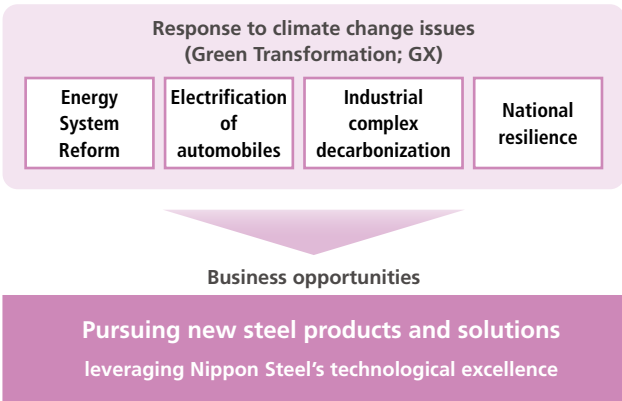 Response to climate change issues
(Green Transformation; GX)
Energy
System
Reform
Electrification
of
automobiles
Industrial
complex
decarbonization
National
resilience
Business opportunities
Pursuing new steel products and solutions
leveraging Nippon Steel’s technological excellence